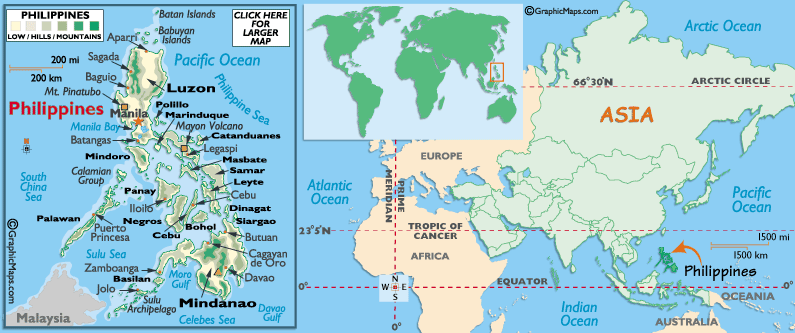 PHILIPPINES
LOW / HILLS / MOUNTAINS
CLICK HERE
FOR
LARGER
MAP
Batan Islands
Babuyan
Islands
Aparri
Pacific Ocean
200 mi
200 km
Sagada
Baguio
Mt. Pinatubo
Luzon
Philippine Sea
Philippines
Polillo
Manila
Marinduque
Manila Bay
Mayon Volcano
Catanduanes
Batangas
Legaspi
Mindoro
Masbate
South
China
Sea
Calamian
Group
Samar
Panay
Leyte
Cebu
Iloilo
Dinagat
Palawan
Negros
Siargao
Puerto
Princesa
Cebu
Bohol
Butuan
Sulu Sea
Cagayan
de Oro
Zamboanga
Moro
Gulf
Basilan
Davao
Jolo
Mindanao
Sulu
Archipelago
Davao
Gulf
Celebes Sea
Malaysia
©GraphicMaps.com
©GraphicMaps.com
Arctic Ocean
66°30'N
ARCTIC CIRCLE
ASIA
EUROPE
Atlantic
Ocean
PRIME
MERIDIAN
Pacific
Ocean
23°5'N
TROPIC OF
CANCER
AFRICA
1500 mi
1500 km
Philippines
N
W E
S
0°
EQUATOR
0°
OCEANIA
Indian
Ocean
AUSTRALIA
0°